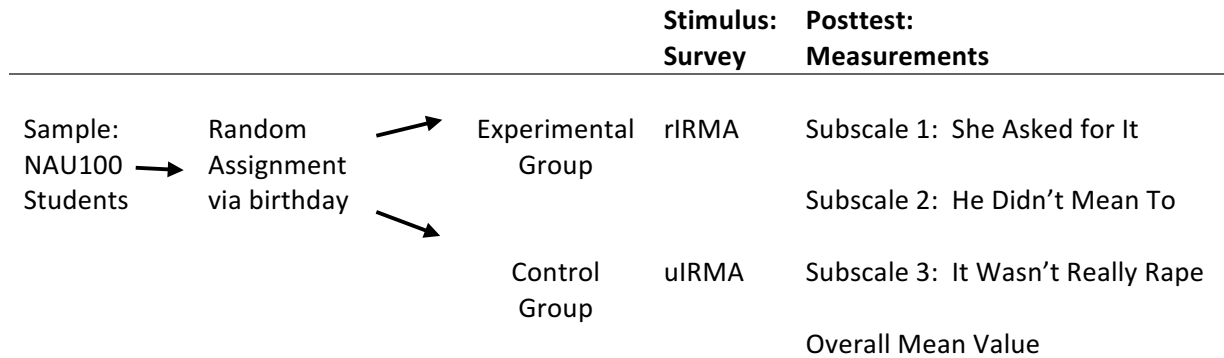 Stimulus: Posttest:
Survey Measurements
Sample: Random Experimental rIRMA Subscale 1: She Asked for It
NAU100 Assignment Group
Students via birthday Subscale 2: He Didn't Mean To
Control uIRMA Subscale 3: It Wasn't Really Rape
Group
Overall Mean Value